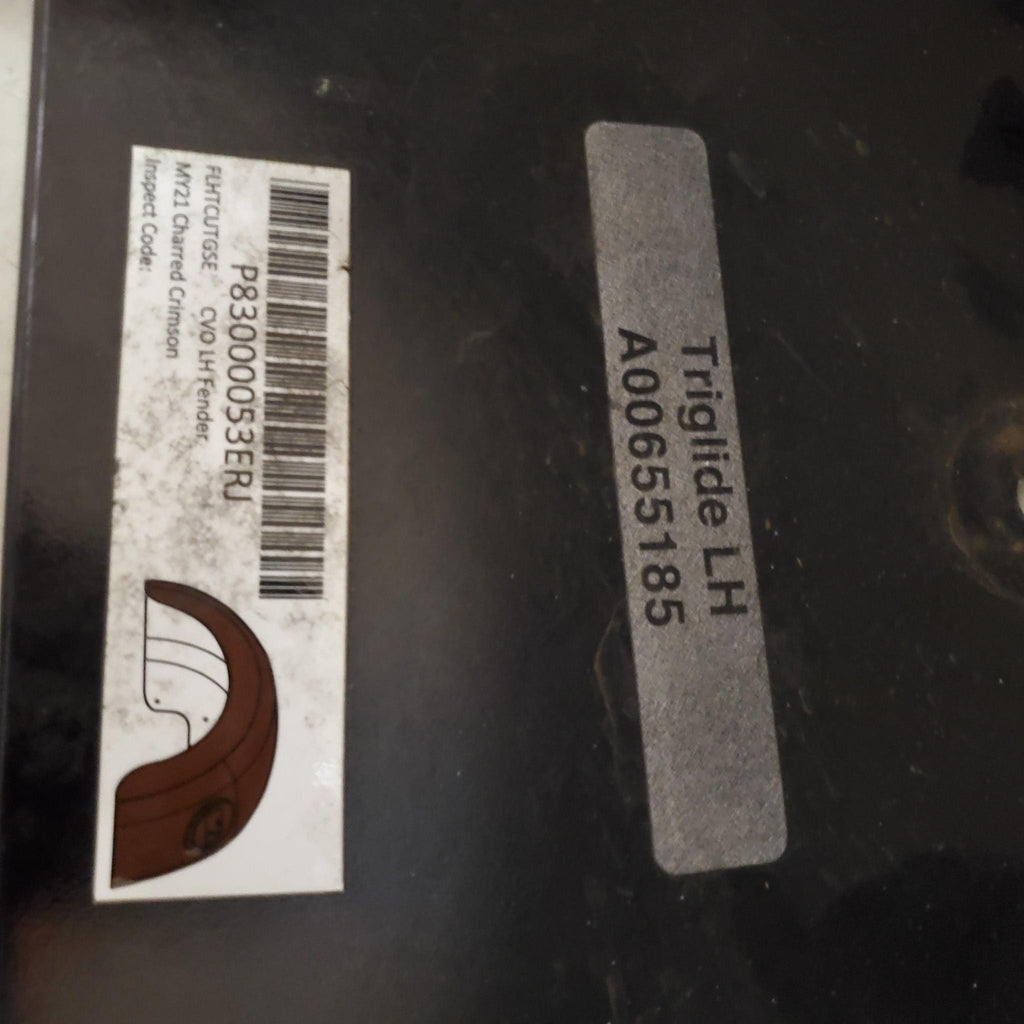 P83000053ERJ
FLHTCUTGSE CVO LH Fender,
MY21 Charred Crimson
Inspect Code:
Triglide LH
A00655185